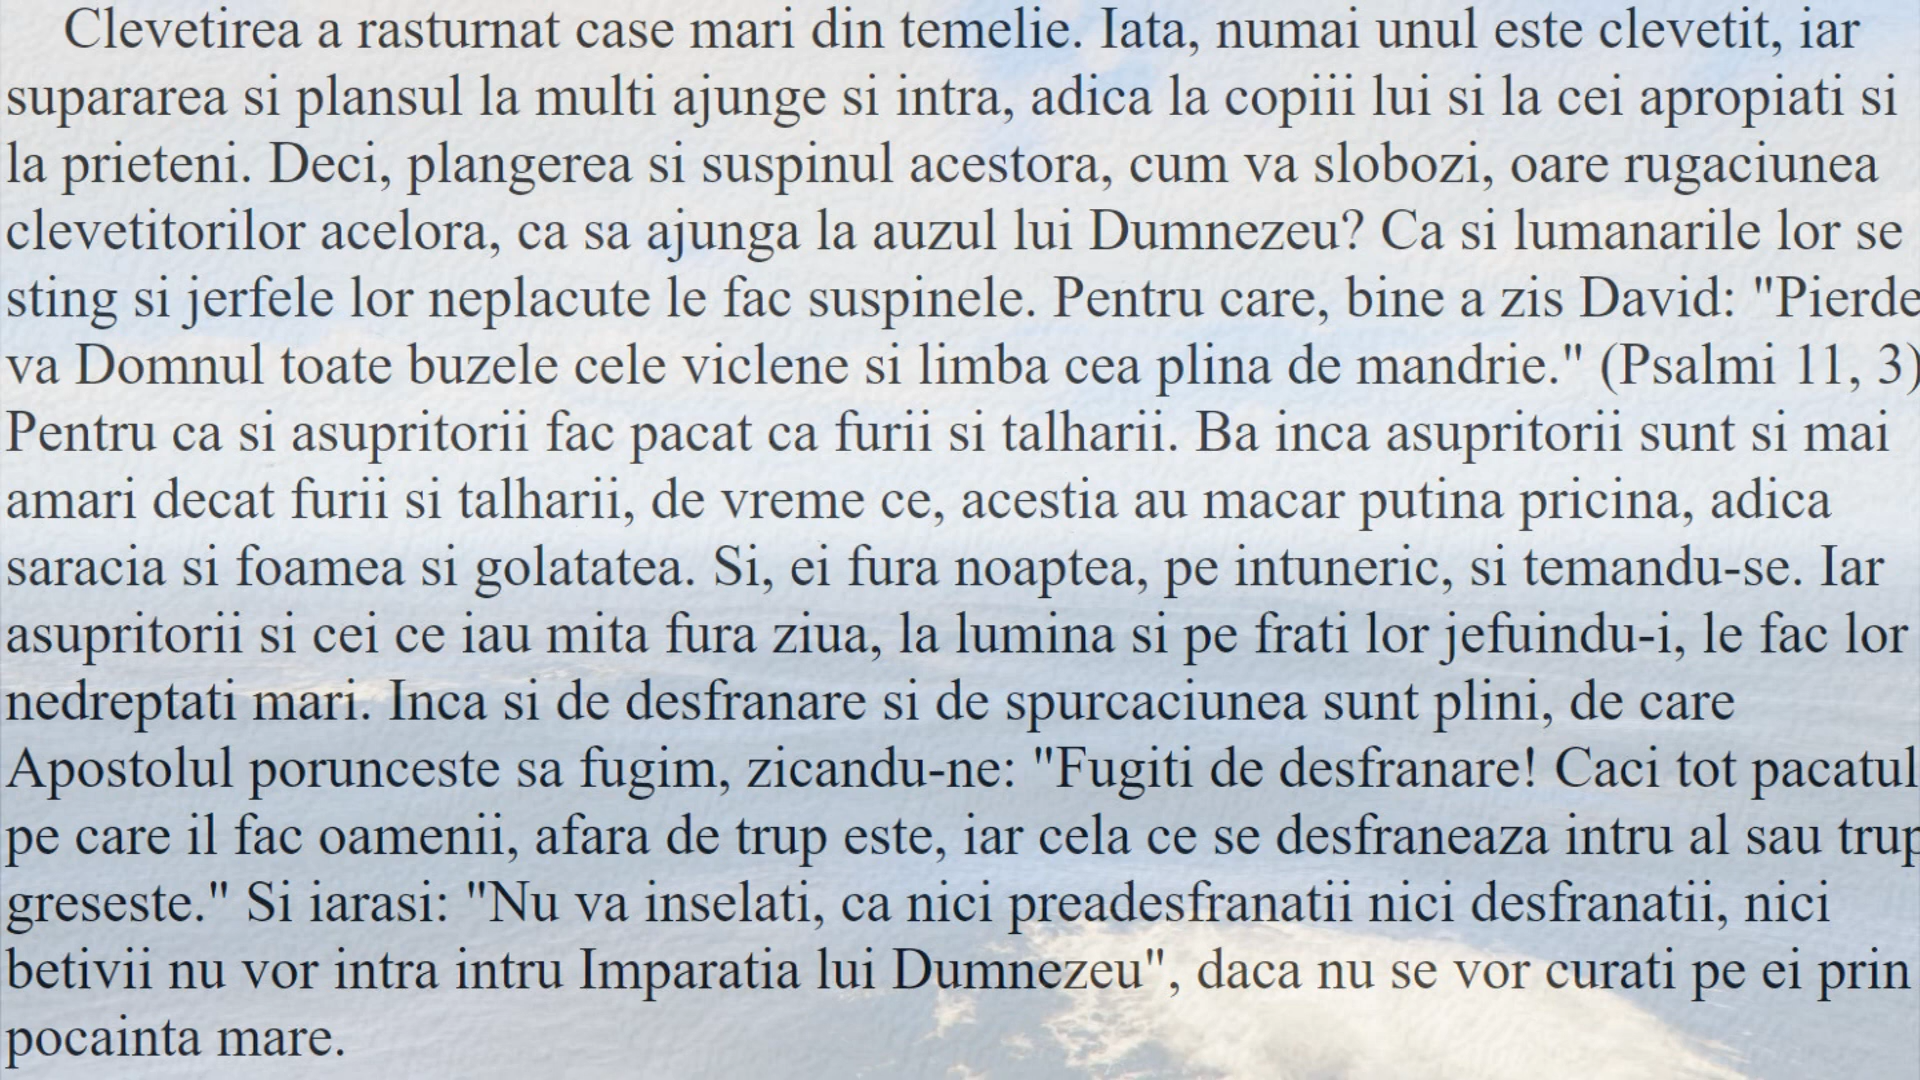 Clevetirea a rasturnat case mari din temelie. Iata, numai unul este clevetit, iar
supararea si plansul la multi ajunge si intra, adica la copiii lui si la cei apropiati si
la prieteni. Deci, plangerea si suspinul acestora, cum va slobozi, oare rugaciunea
clevetitorilor acelora, ca sa ajunga la auzul lui Dumnezeu? Ca si lumanarile lor se
sting si jerfele lor neplacute le fac suspinele. Pentru care, bine a zis David: "Pierde
va Domnul toate buzele cele viclene si limba cea plina de mandrie." (Psalmi 11, 3)
Pentru ca si asupritorii fac pacat ca furii si talharii. Ba inca asupritorii sunt si mai
amari decat furii si talharii, de vreme ce, acestia au macar putina pricina, adica
saracia si foamea si golatatea. Si, ei fura noaptea, pe intuneric, si temandu-se. Iar
asupritorii si cei ce iau mita fura ziua, la lumina si pe frati lor jefuindu-i, le fac lor
nedreptati mari. Inca si de desfranare si de spurcaciunea sunt plini, de care
Apostolul porunceste sa fugim, zicandu-ne: "Fugiti de desfranare! Caci tot pacatul
pe care il fac oamenii, afara de trup este, iar cela ce se desfraneaza intru al sau trup
greseste." Si iarasi: "Nu va inselati, ca nici preadesfranatii nici desfranatii, nici
betivii nu vor intra intru Imparatia lui Dumnezeu", daca nu se vor curati pe ei prin
pocainta mare.